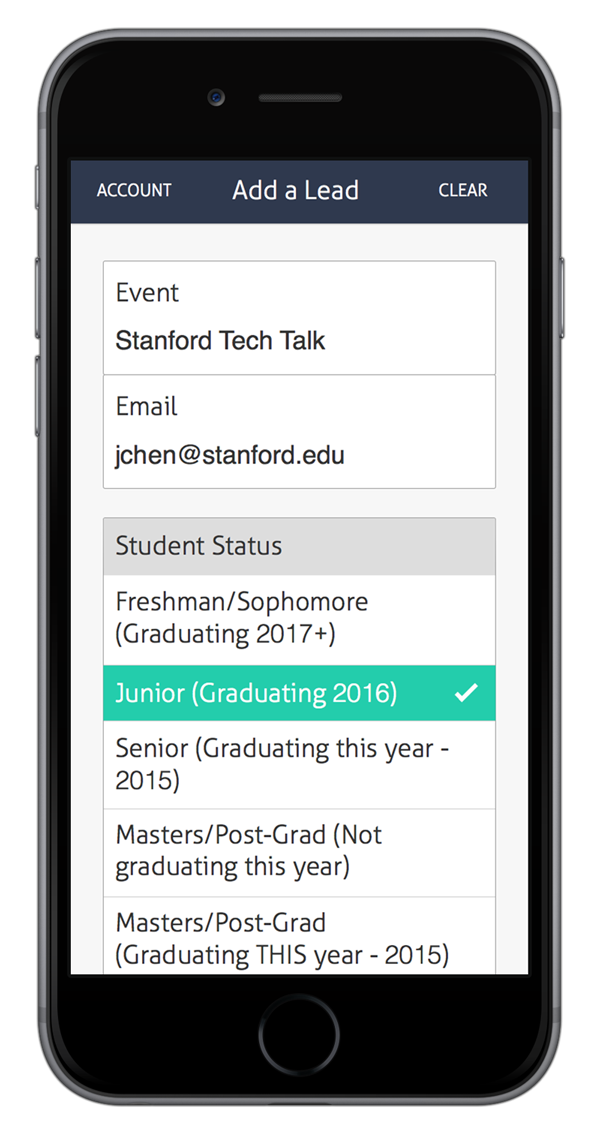 ACCOUNT Add a Lead CLEAR
Event
Stanford Tech Talk
Email
jchen@stanford.edu
Student Status
Freshman/Sophomore
(Graduating 2017+)
Junior (Graduating 2016)
Senior (Graduating this year -
2015)
Masters/Post-Grad (Not
graduating this year)
Masters/Post-Grad
(Graduating THIS year - 2015)